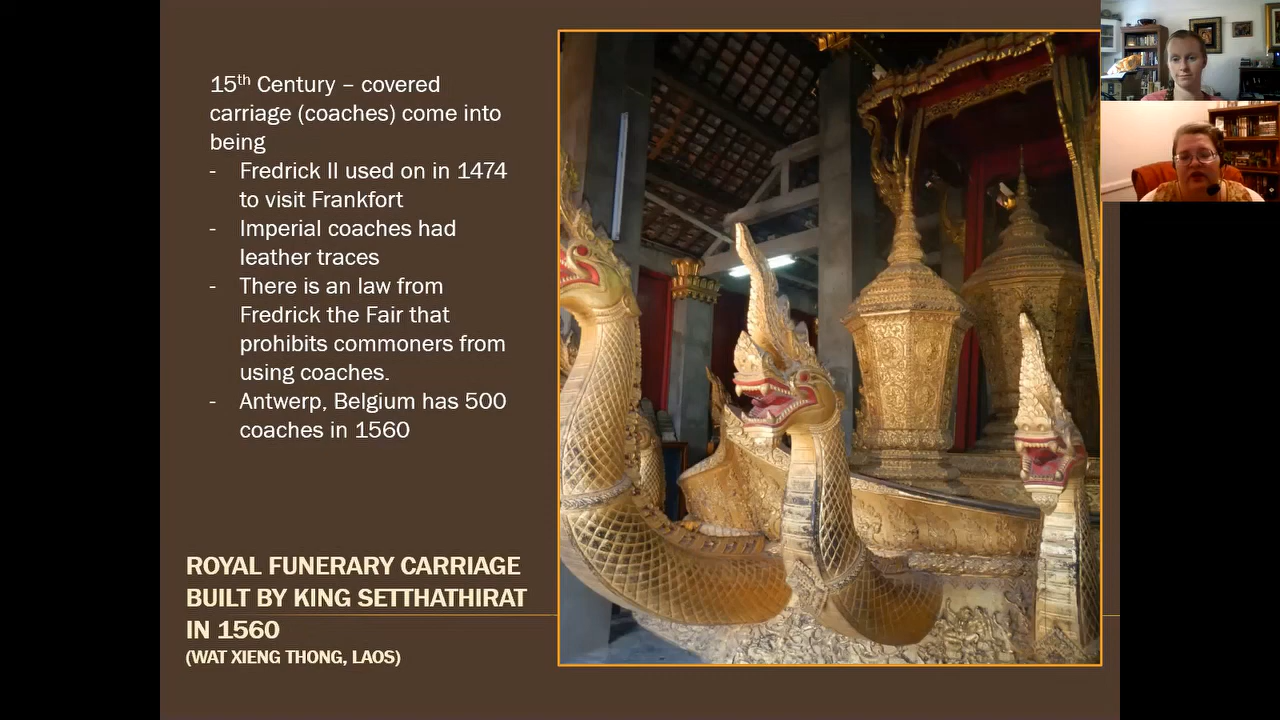 15th Century – covered
carriage (coaches) come into
being
- Fredrick II used on in 1474
to visit Frankfort
- Imperial coaches had
leather traces
- There is an law from
Fredrick the Fair that
prohibits commoners from
using coaches.
- Antwerp, Belgium has 500
coaches in 1560
ROYAL FUNERARY CARRIAGE
BUILT BY KING SETTHATHIRAT
IN 1560
(WAT XIENG THONG, LAOS)